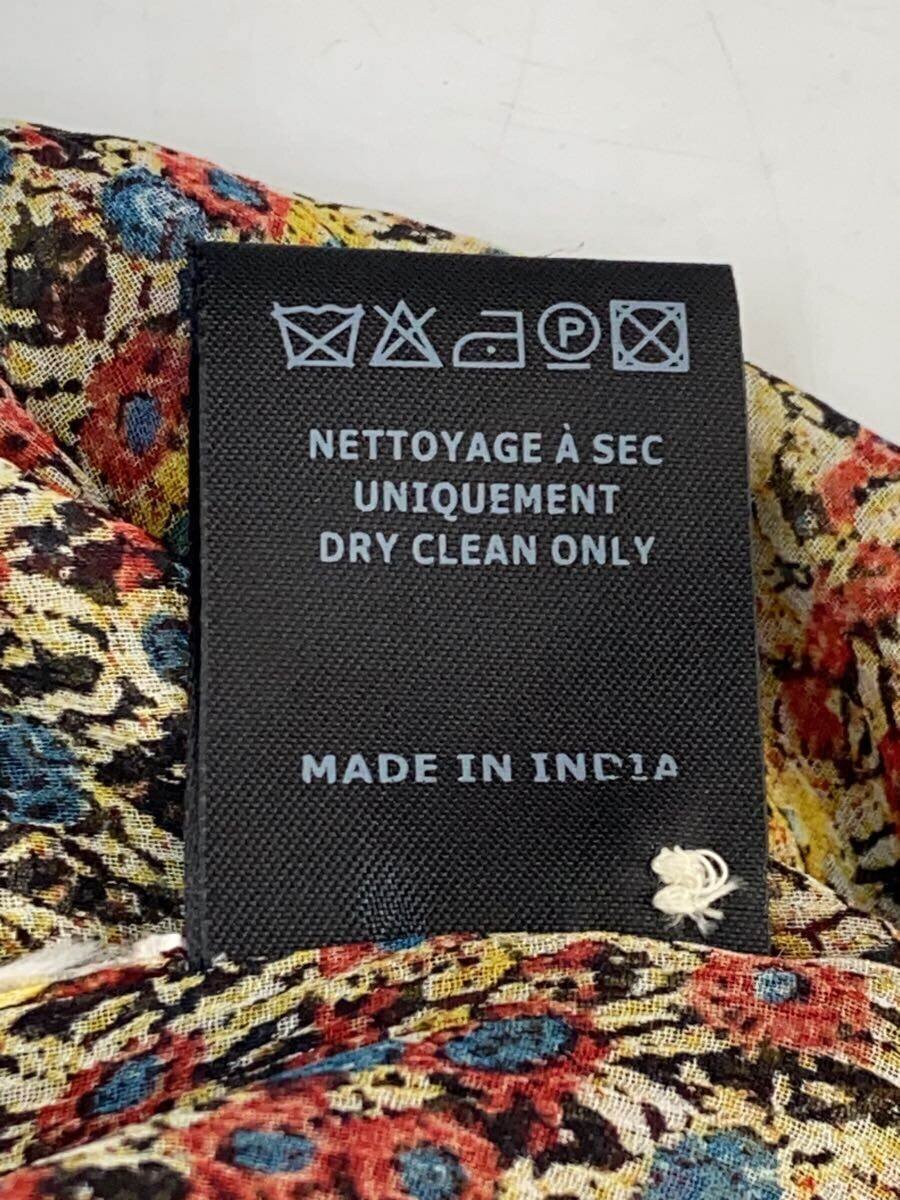 P
NETTOYAGE À SEC
UNIQUEMENT
DRY CLEAN ONLY
MADE IN INDIA